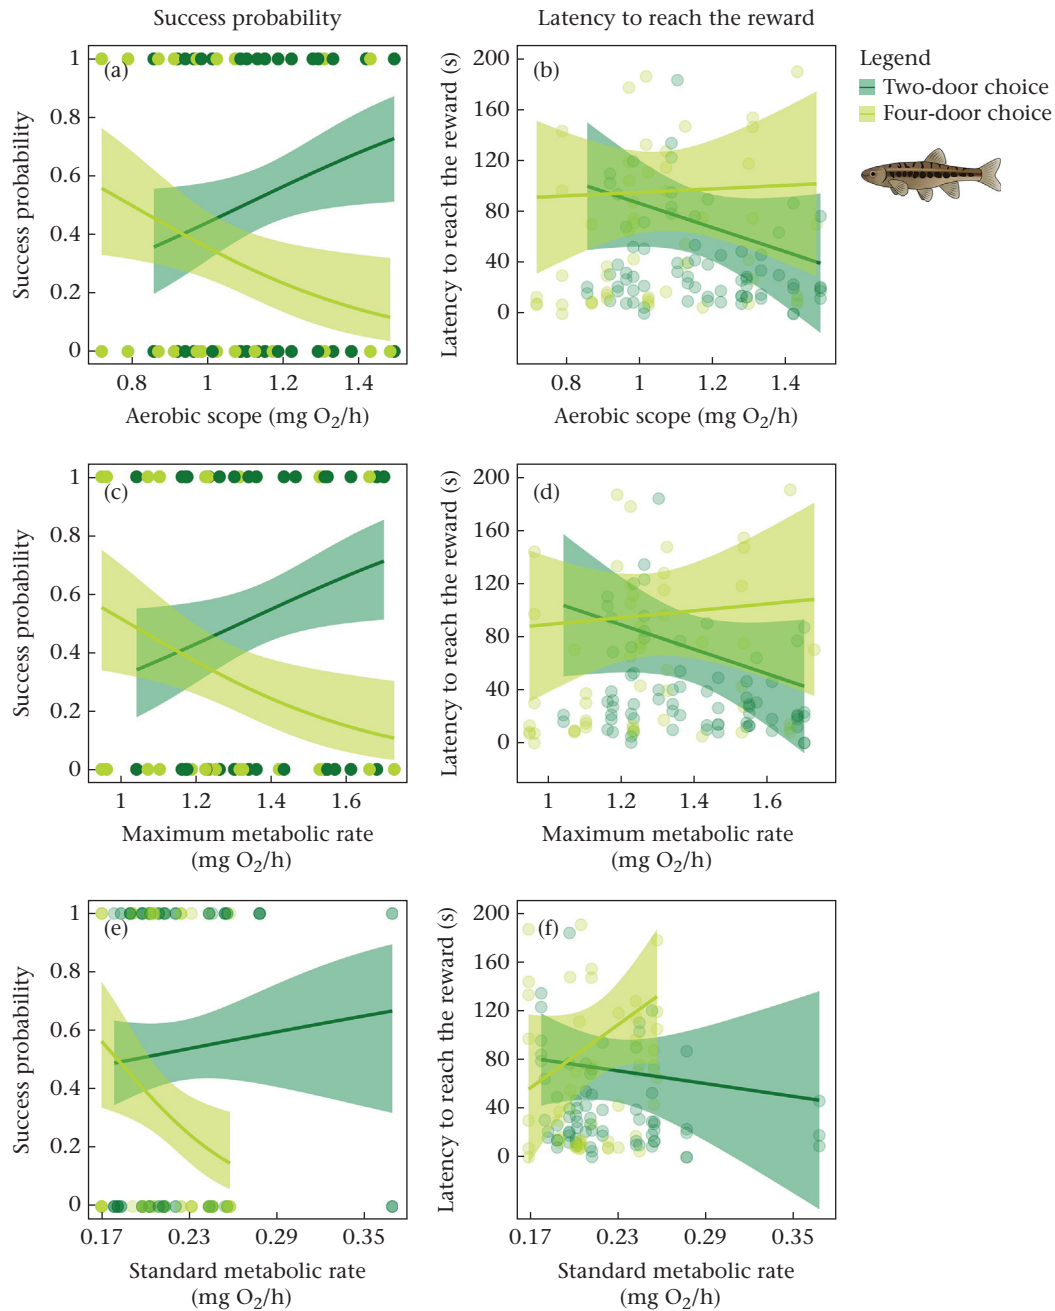 Success probability
Latency to reach the reward
Legend
Two-door choice
Four-door choice
(a)
Success probability
1
0.8
0.6
0.4
0.2
0
0.8
1
1.2
1.4
Aerobic scope (mg O2/h)
(b)
Latency to reach the reward (s)
200
160
120
80
40
0
0.8
1
1.2
1.4
Aerobic scope (mg O2/h)
(c)
Success probability
1
0.8
0.6
0.4
0.2
0
1
1.2
1.4
1.6
Maximum metabolic rate
(mg O2/h)
(d)
Latency to reach the reward (s)
200
160
120
80
40
0
1
1.2
1.4
1.6
Maximum metabolic rate
(mg O2/h)
(e)
Success probability
1
0.8
0.6
0.4
0.2
0
0.17
0.23
0.29
0.35
Standard metabolic rate
(mg O2/h)
(f)
Latency to reach the reward (s)
200
160
120
80
40
0
0.17
0.23
0.29
0.35
Standard metabolic rate
(mg O2/h)